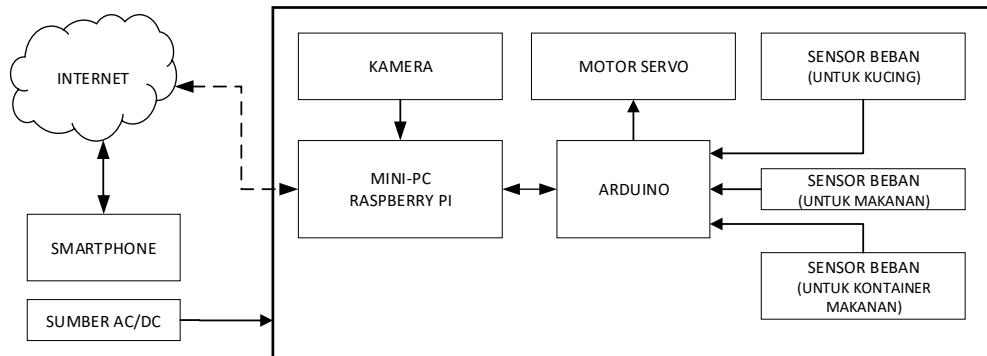 INTERNET
KAMERA
MOTOR SERVO
SENSOR BEBAN
(UNTUK KUCING)
MINI-PC
RASPBERRY PI
ARDUINO
SENSOR BEBAN
(UNTUK MAKANAN)
SMARTPHONE
SENSOR BEBAN
(UNTUK KONTAINER
MAKANAN)
SUMBER AC/DC